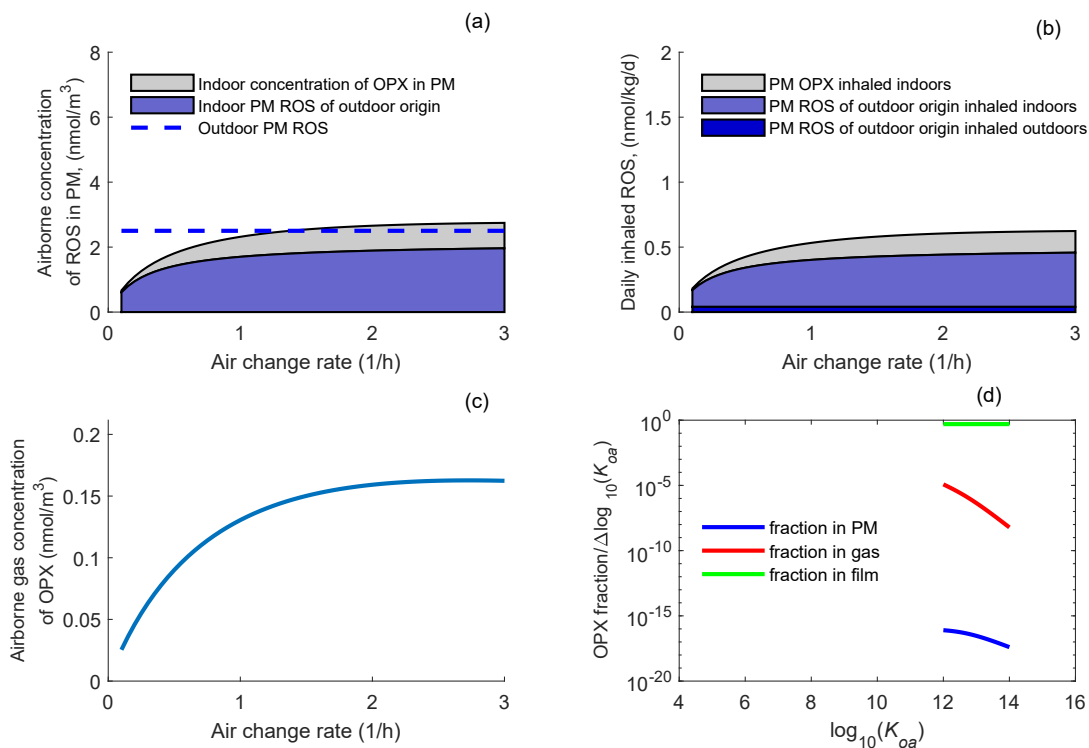 (a)
8
6
4
2
0
Airborne concentration
of ROS in PM, (nmol/m³)
Indoor concentration of OPX in PM
Indoor PM ROS of outdoor origin
Outdoor PM ROS
0 1 2 3
Air change rate (1/h)
(b)
2
1.5
1
0.5
0
Daily inhaled ROS, (nmol/kg/d)
PM OPX inhaled indoors
PM ROS of outdoor origin inhaled indoors
PM ROS of outdoor origin inhaled outdoors
0 1 2 3
Air change rate (1/h)
(c)
0.2
0.15
0.1
0.05
0
Airborne gas concentration
of OPX (nmol/m³)
0 1 2 3
Air change rate (1/h)
(d)
10⁰
10⁻⁵
10⁻¹⁰
10⁻¹⁵
10⁻²⁰
OPX fraction/Δlog ₁₀(Kₒₐ)
fraction in PM
fraction in gas
fraction in film
4 6 8 10 12 14 16
log₁₀(Kₒₐ)